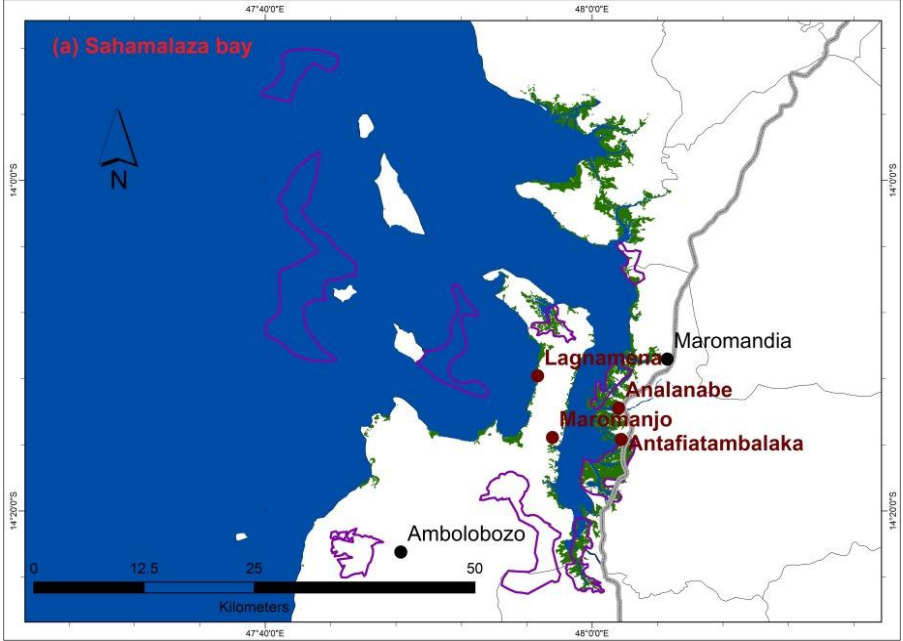 47°40'0"E
48°0'0"E
(a) Sahamalaza bay
N
14°0'0"S
14°0'0"S
Maromandia
Lagnamena
Analanabe
Maromanjo
Antafiatambalaka
14°20'0"S
14°20'0"S
Ambolobozo
0
12.5
25
50
Kilometers
47°40'0"E
48°0'0"E